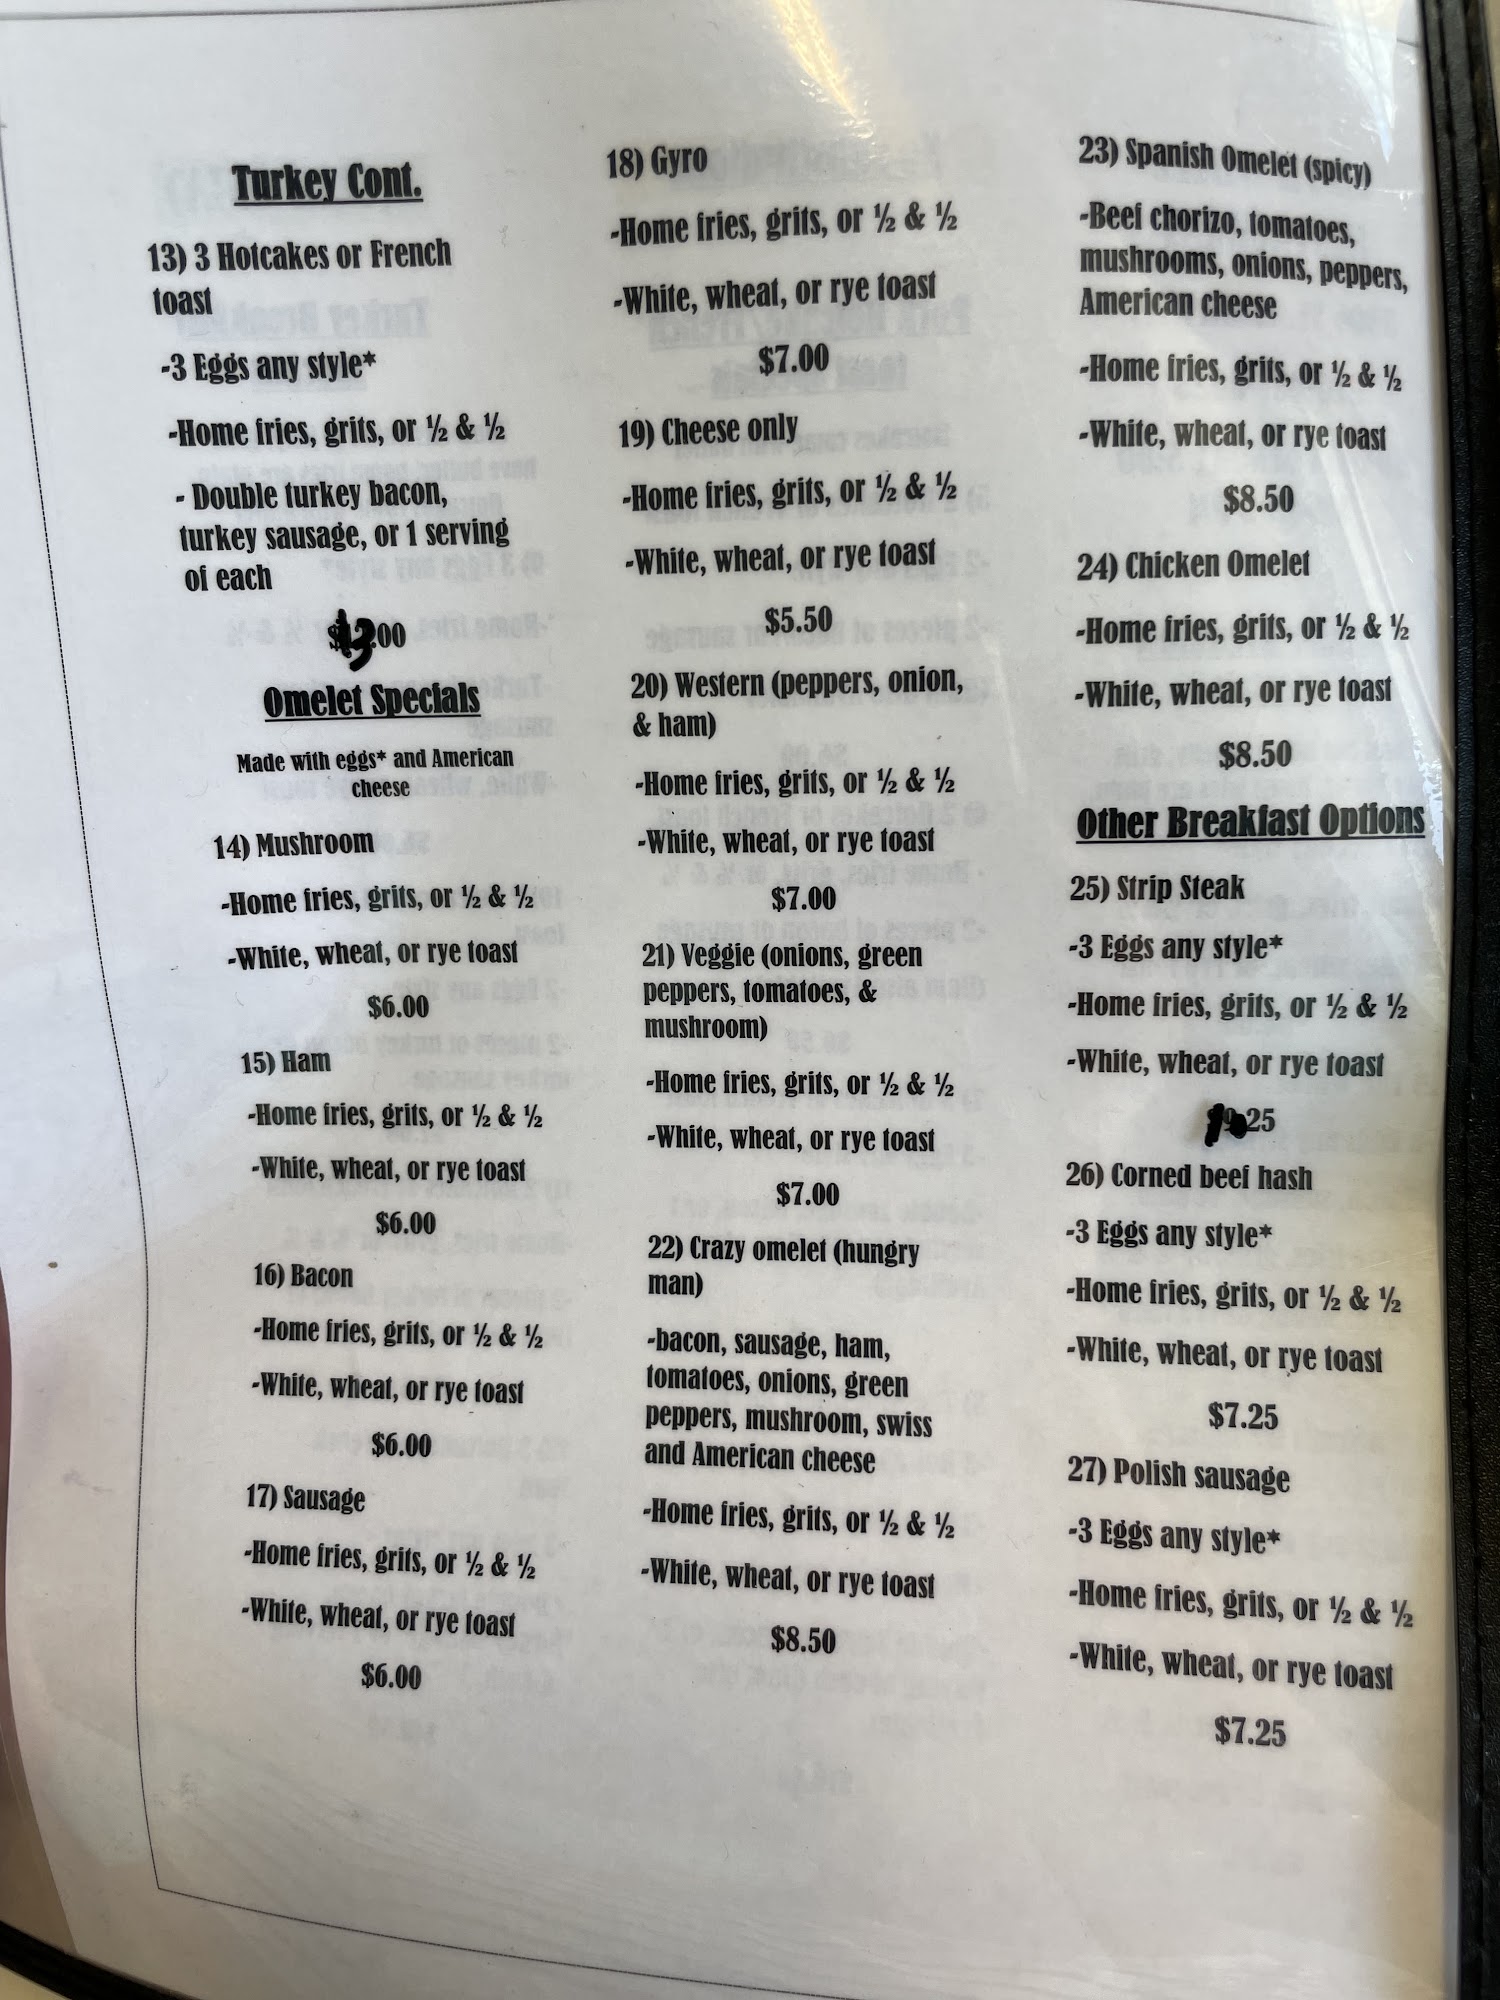 Turkey Cont.
13) 3 Hotcakes or French
toast
-3 Eggs any style*
-Home fries, grits, or ½ & ½
- Double turkey bacon,
turkey sausage, or 1 serving
of each
$13.00
Omelet Specials
Made with eggs* and American
cheese
14) Mushroom
-Home fries, grits, or ½ & ½
-White, wheat, or rye toast
$6.00
15) Ham
-Home fries, grits, or ½ & ½
-White, wheat, or rye toast
$6.00
16) Bacon
-Home fries, grits, or ½ & ½
-White, wheat, or rye toast
$6.00
17) Sausage
-Home fries, grits, or ½ & ½
-White, wheat, or rye toast
$6.00
18) Gyro
-Home fries, grits, or ½ & ½
-White, wheat, or rye toast
$7.00
19) Cheese only
-Home fries, grits, or ½ & ½
-White, wheat, or rye toast
$5.50
20) Western (peppers, onion,
& ham)
-Home fries, grits, or ½ & ½
-White, wheat, or rye toast
$7.00
21) Veggie (onions, green
peppers, tomatoes, &
mushroom)
-Home fries, grits, or ½ & ½
-White, wheat, or rye toast
$7.00
22) Crazy omelet (hungry
man)
-bacon, sausage, ham,
tomatoes, onions, green
peppers, mushroom, swiss
and American cheese
-Home fries, grits, or ½ & ½
-White, wheat, or rye toast
$8.50
23) Spanish Omelet (spicy)
-Beef chorizo, tomatoes,
mushrooms, onions, peppers,
American cheese
-Home fries, grits, or ½ & ½
-White, wheat, or rye toast
$8.50
24) Chicken Omelet
-Home fries, grits, or ½ & ½
-White, wheat, or rye toast
$8.50
Other Breakfast Options
25) Strip Steak
-3 Eggs any style*
-Home fries, grits, or ½ & ½
-White, wheat, or rye toast
26) Corned beef hash
-3 Eggs any style*
-Home fries, grits, or ½ & ½
-White, wheat, or rye toast
$7.25
27) Polish sausage
-3 Eggs any style*
-Home fries, grits, or ½ & ½
-White, wheat, or rye toast
$7.25